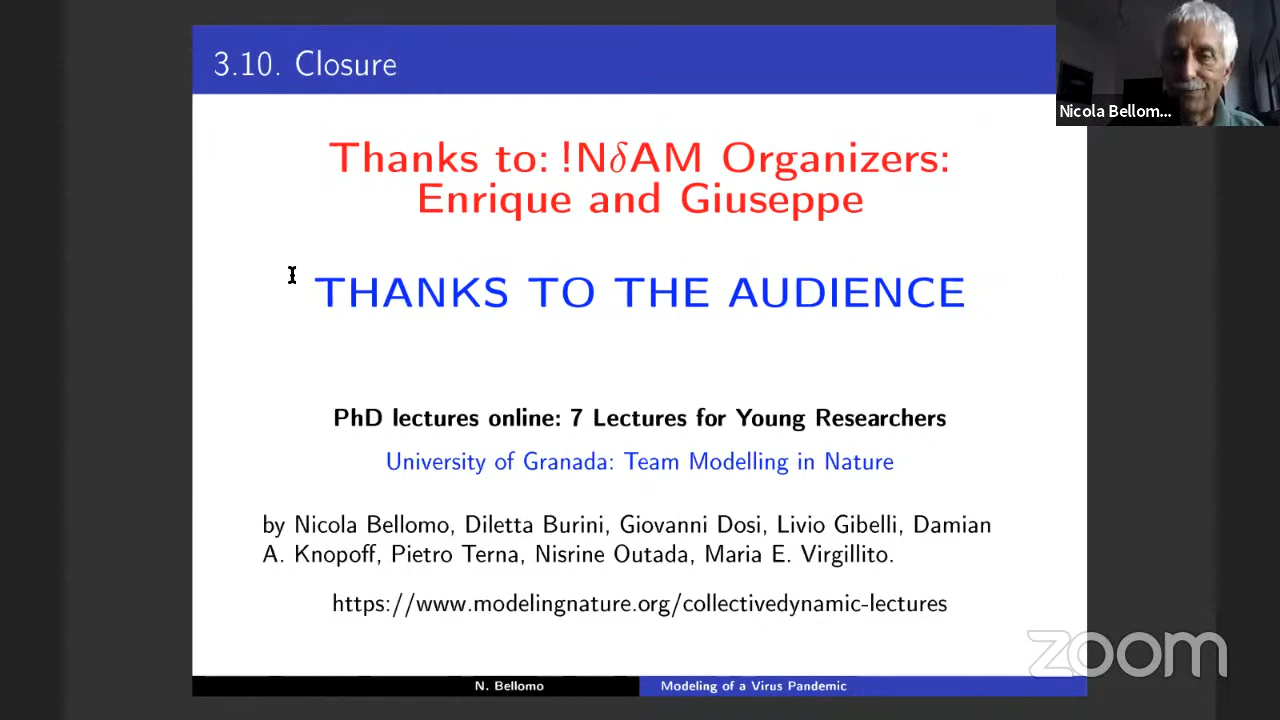 3.10. Closure
Nicola Bellom...
Thanks to: !NδAM Organizers:
Enrique and Giuseppe
THANKS TO THE AUDIENCE
PhD lectures online: 7 Lectures for Young Researchers
University of Granada: Team Modelling in Nature
by Nicola Bellomo, Diletta Burini, Giovanni Dosi, Livio Gibelli, Damian
A. Knopoff, Pietro Terna, Nisrine Outada, Maria E. Virgillito.
https://www.modelingnature.org/collectivedynamic-lectures
zoom
N. Bellomo
Modeling of a Virus Pandemic